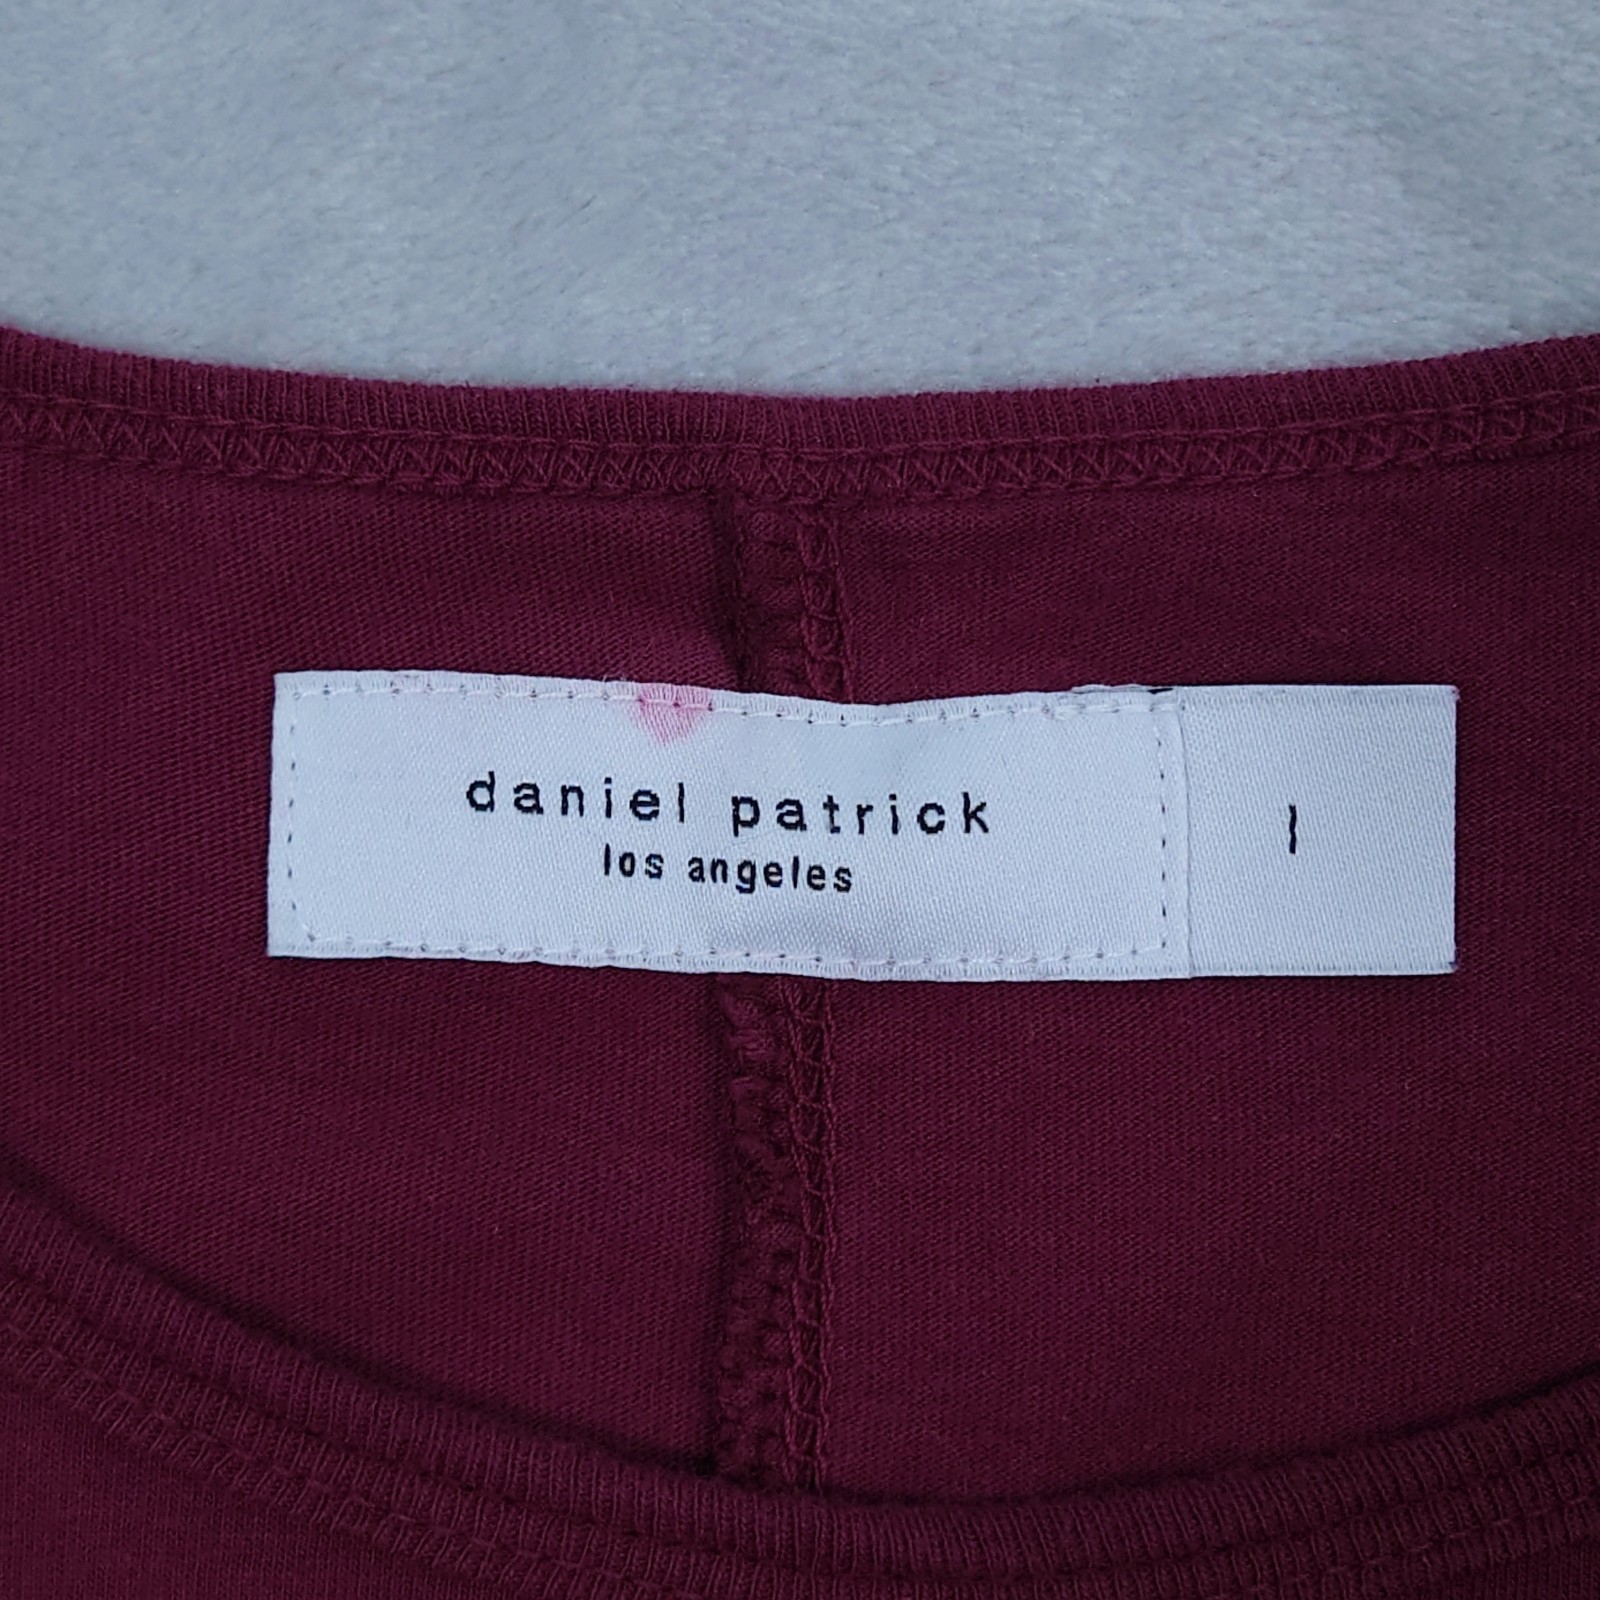 daniel patrick
los angeles
l